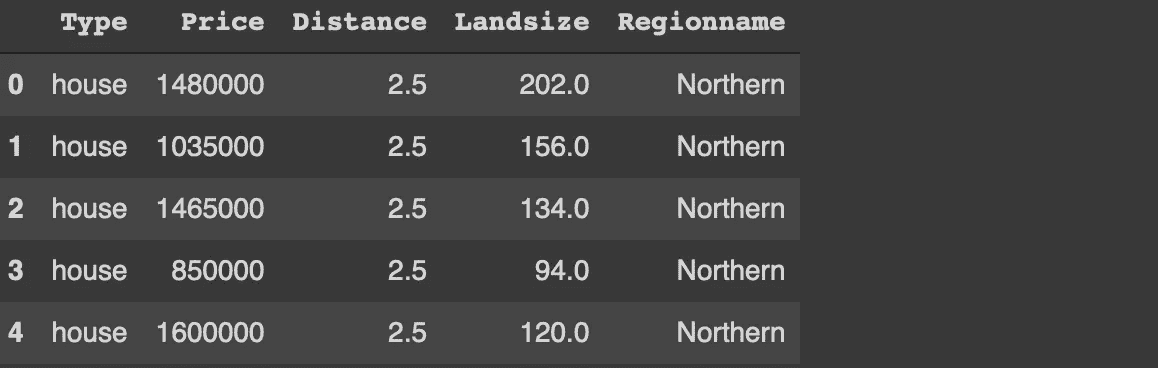 Type Price Distance Landsize Regionname
0 house 1480000 2.5 202.0 Northern
1 house 1035000 2.5 156.0 Northern
2 house 1465000 2.5 134.0 Northern
3 house 850000 2.5 94.0 Northern
4 house 1600000 2.5 120.0 Northern